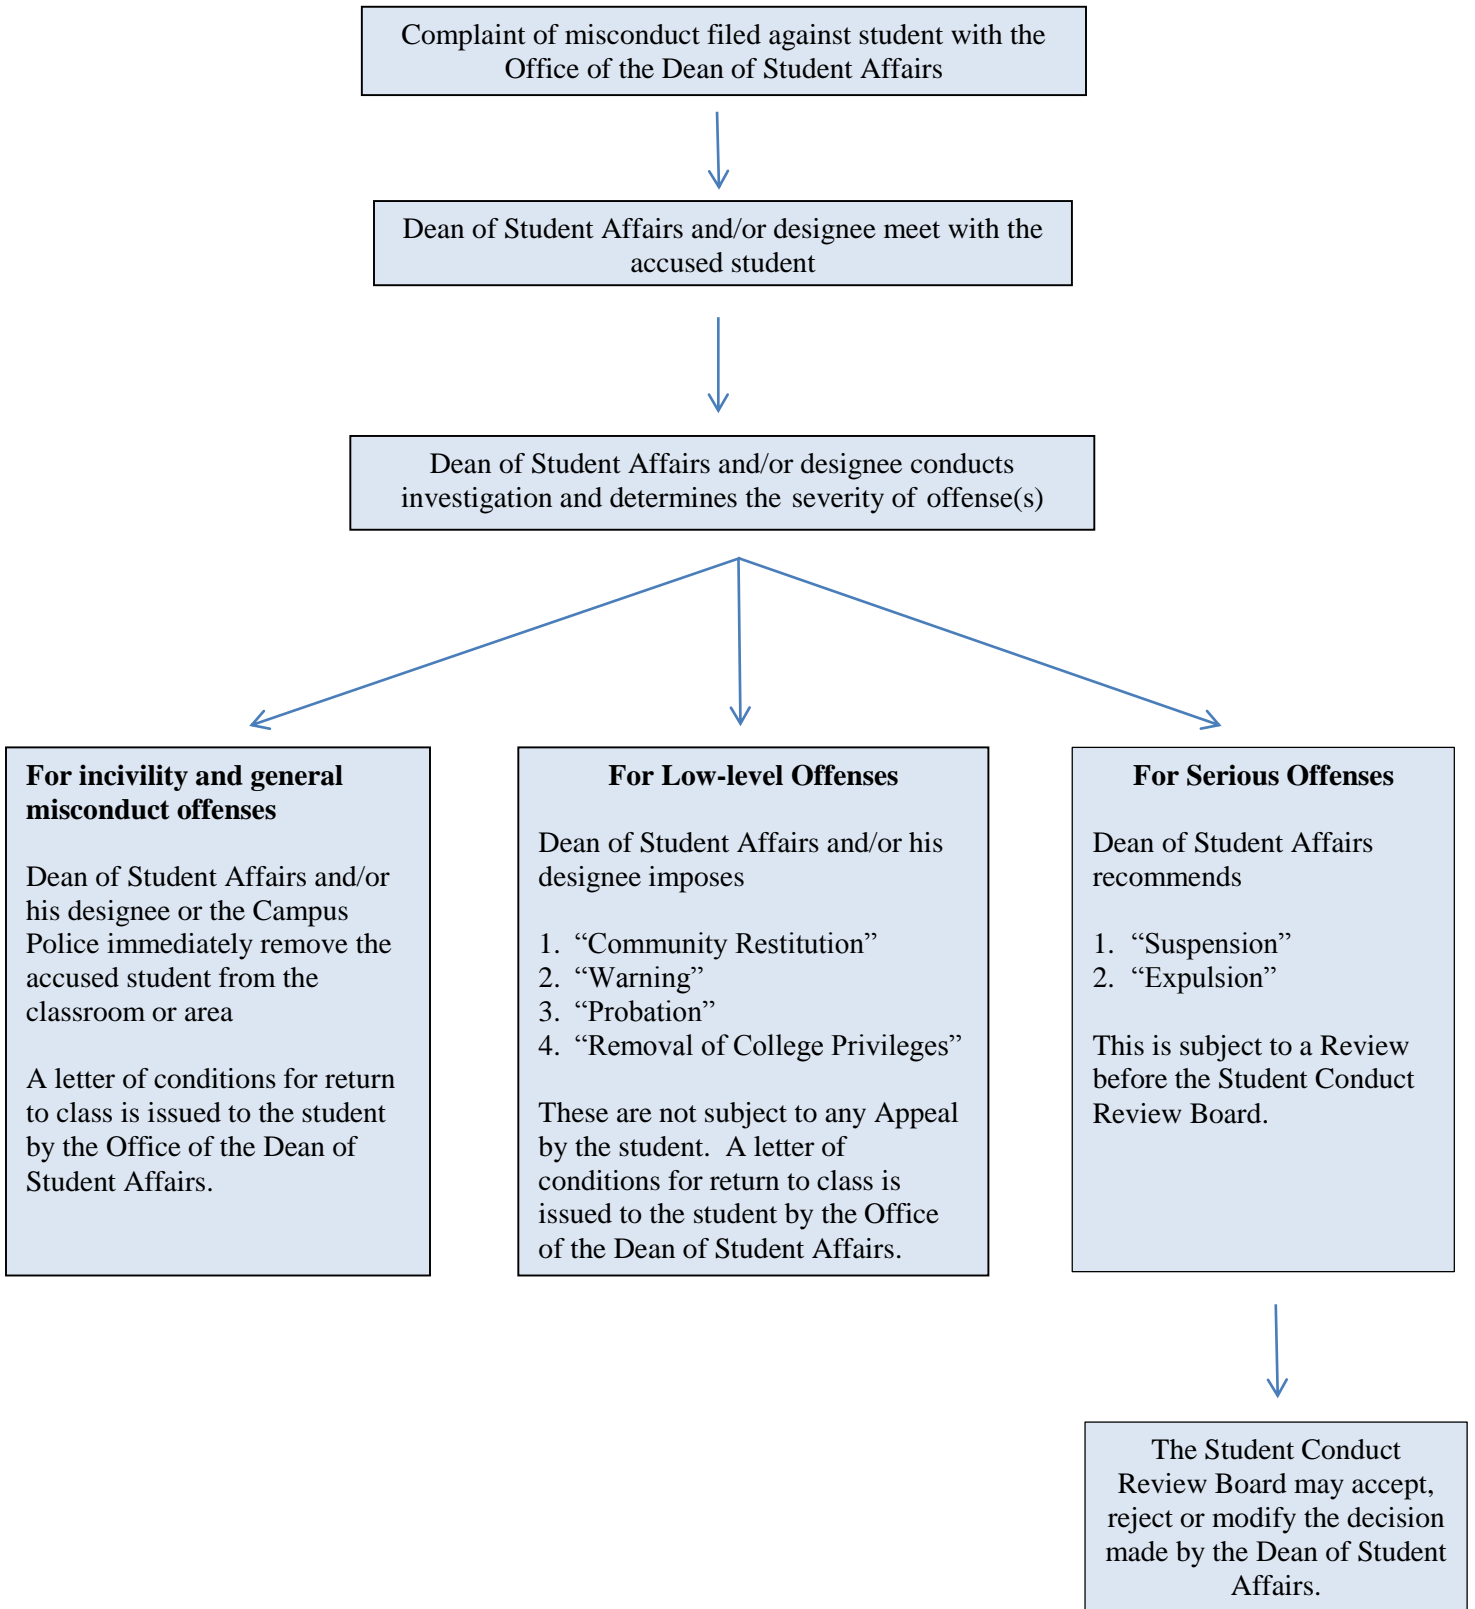 Complaint of misconduct filed against student with the
Office of the Dean of Student Affairs
Dean of Student Affairs and/or designee meet with the
accused student
Dean of Student Affairs and/or designee conducts
investigation and determines the severity of offense(s)
For incivility and general
misconduct offenses
Dean of Student Affairs and/or
his designee or the Campus
Police immediately remove the
accused student from the
classroom or area
A letter of conditions for return
to class is issued to the student
by the Office of the Dean of
Student Affairs.
For Low-level Offenses
Dean of Student Affairs and/or his
designee imposes
1. “Community Restitution”
2. “Warning”
3. “Probation”
4. “Removal of College Privileges”
These are not subject to any Appeal
by the student. A letter of
conditions for return to class is
issued to the student by the Office
of the Dean of Student Affairs.
For Serious Offenses
Dean of Student Affairs
recommends
1. “Suspension”
2. “Expulsion”
This is subject to a Review
before the Student Conduct
Review Board.
The Student Conduct
Review Board may accept,
reject or modify the decision
made by the Dean of Student
Affairs.